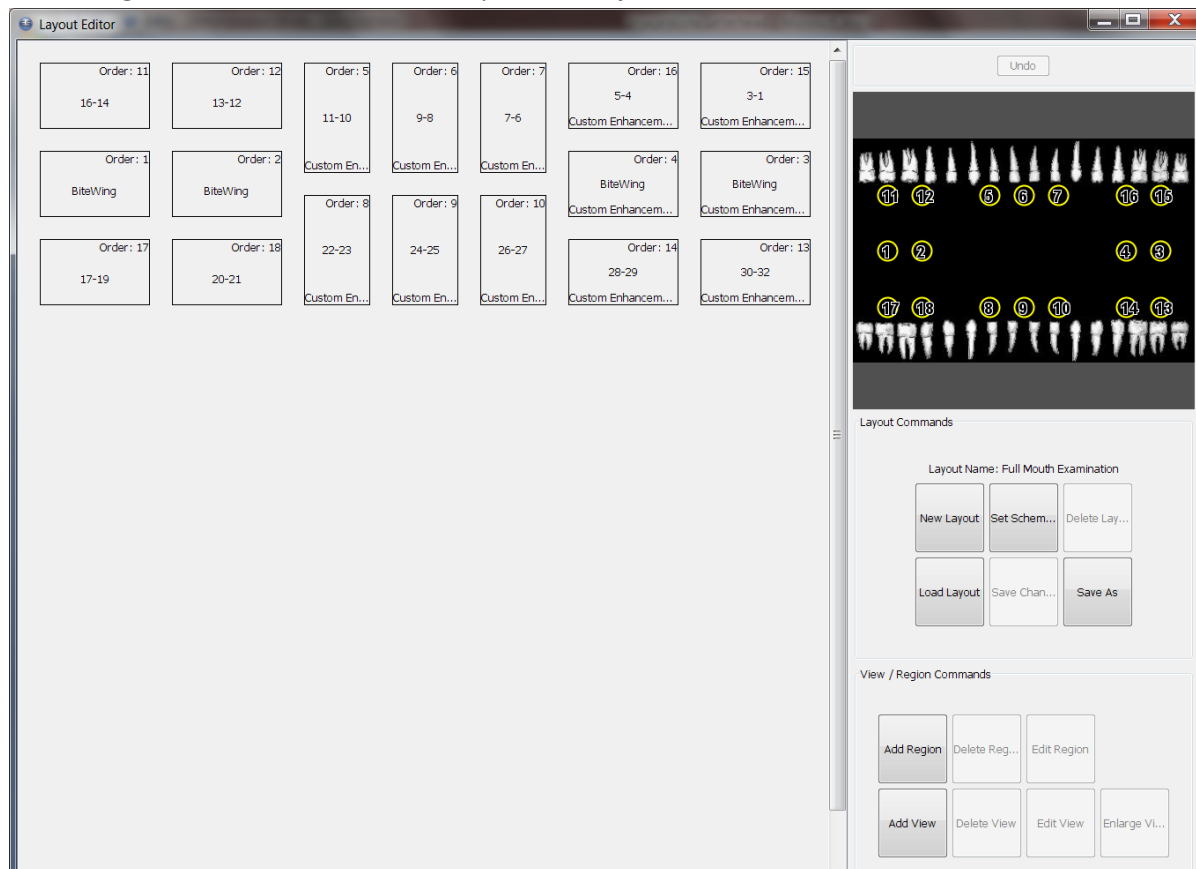 Layout Editor
Order: 11
16-14
Order: 12
13-12
Order: 5
11-10
Custom En...
Order: 6
9-8
Custom En...
Order: 7
7-6
Custom En...
Order: 16
5-4
Custom Enhancem...
Order: 15
3-1
Custom Enhancem...
Order: 1
BiteWing
Order: 2
BiteWing
Order: 4
BiteWing
Custom Enhancem...
Order: 3
BiteWing
Custom Enhancem...
Order: 17
17-19
Order: 18
20-21
Order: 8
22-23
Custom En...
Order: 9
24-25
Custom En...
Order: 10
26-27
Custom En...
Order: 14
28-29
Custom Enhancem...
Order: 13
30-32
Custom Enhancem...
Undo
11 12 5 6 7 16 15
1 2 4 3
17 18 8 9 10 14 13
Layout Commands
Layout Name: Full Mouth Examination
New Layout Set Schem... Delete Lay...
Load Layout Save Chan... Save As
View / Region Commands
Add Region Delete Reg... Edit Region
Add View Delete View Edit View Enlarge Vi...